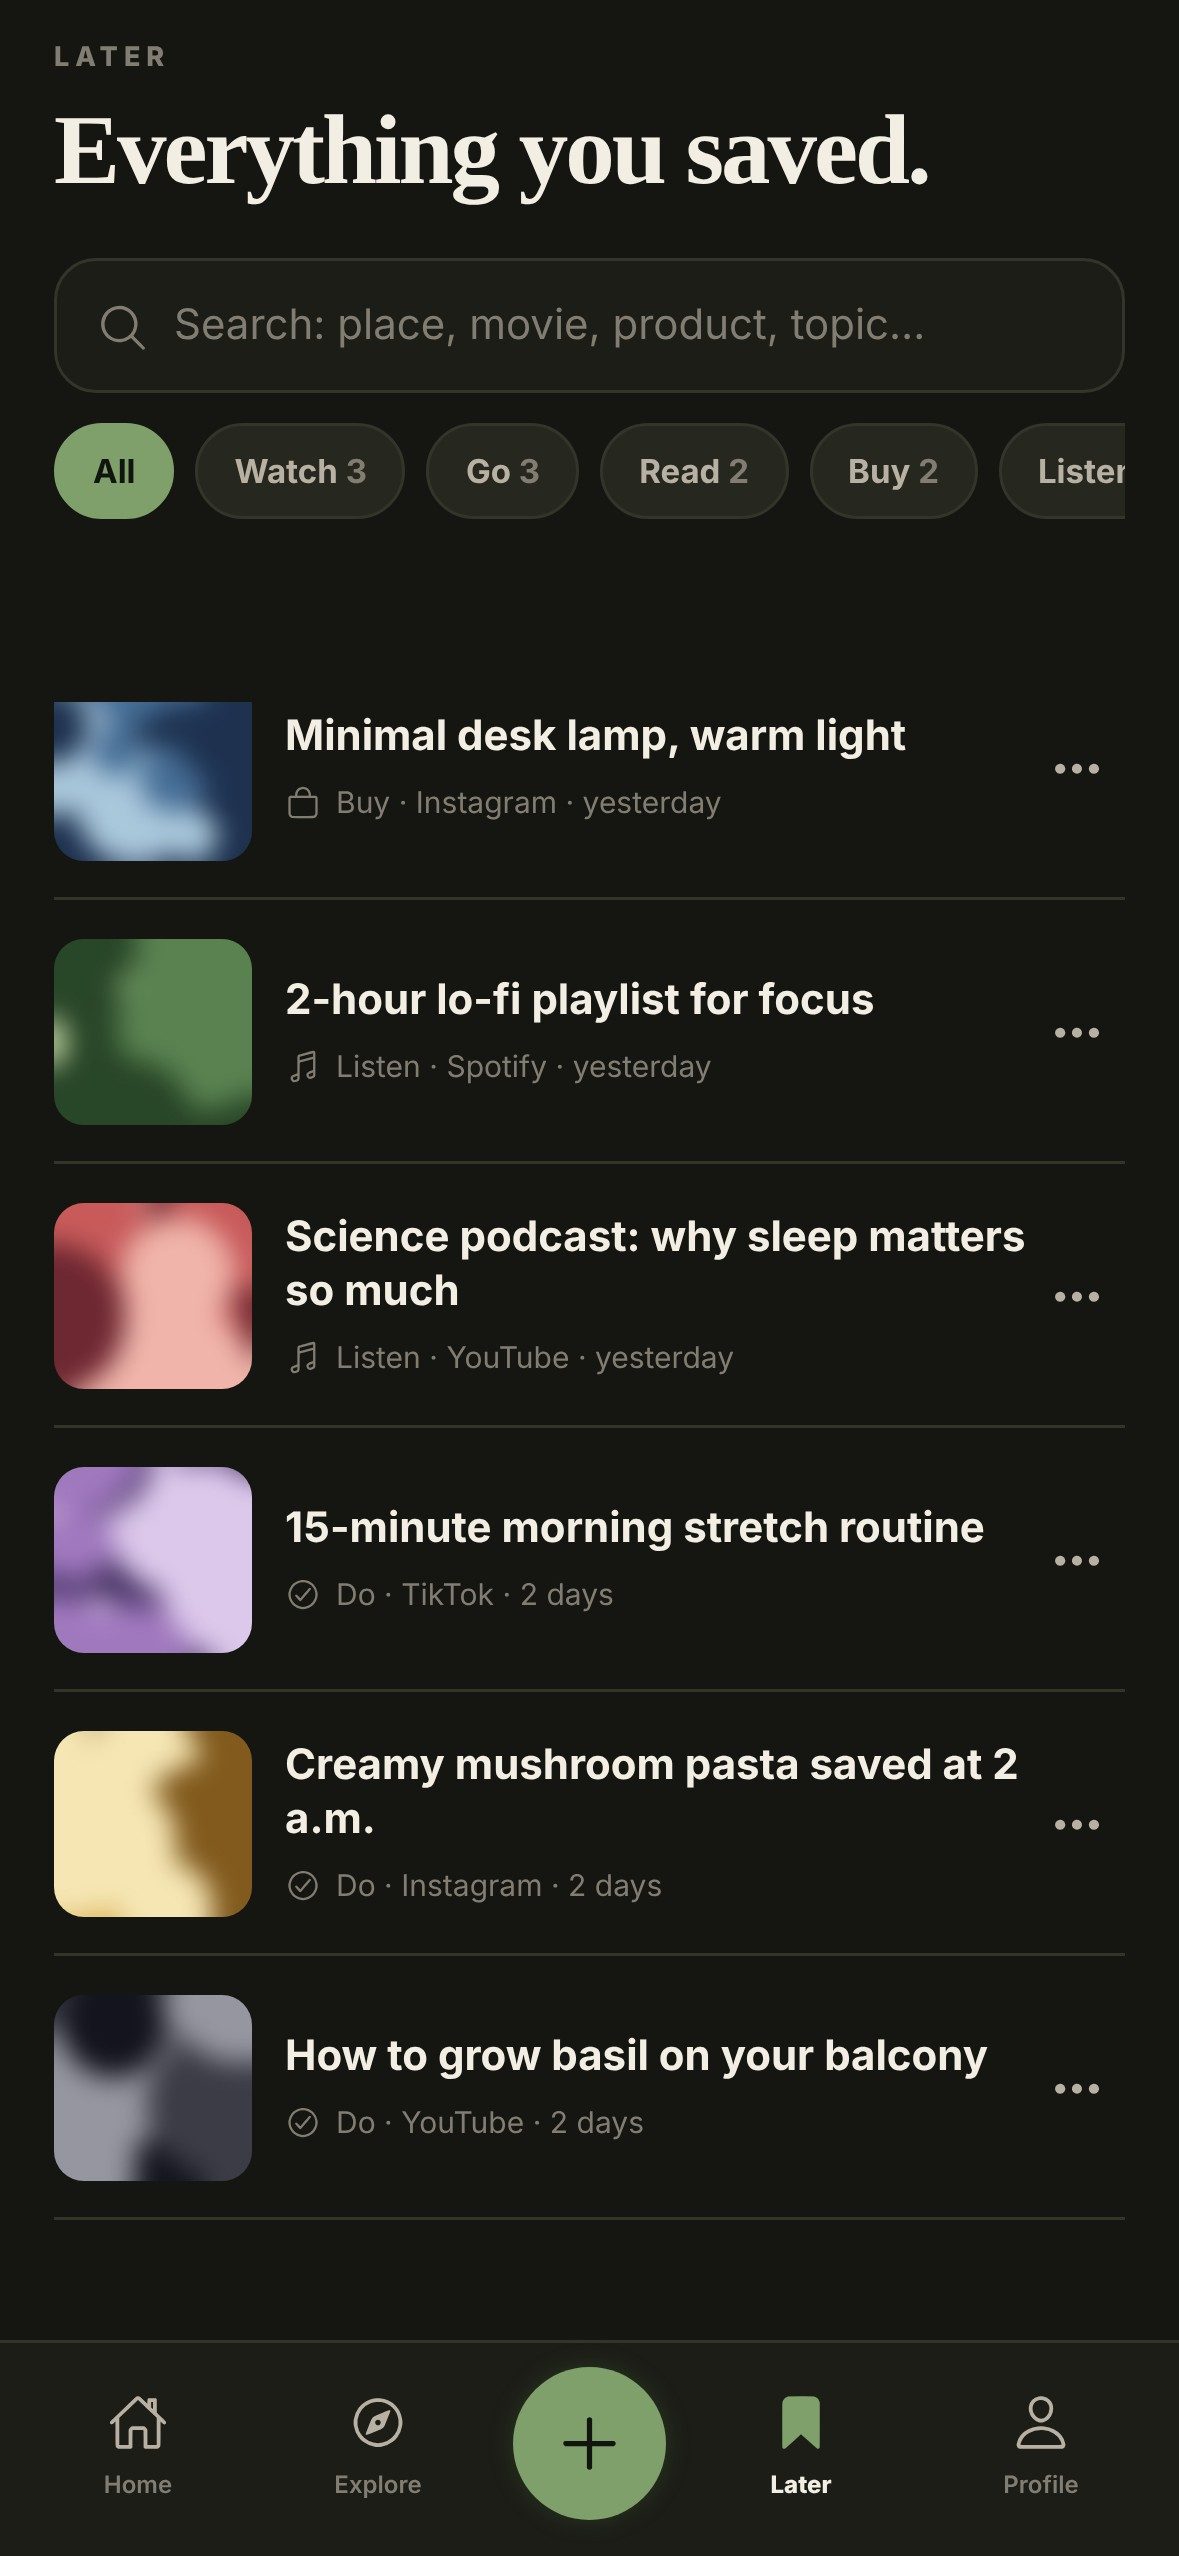 LATER
Everything you saved.
Search: place, movie, product, topic...
All
Watch 3
Go 3
Read 2
Buy 2
Minimal desk lamp, warm light
Buy · Instagram · yesterday
2-hour lo-fi playlist for focus
Listen · Spotify · yesterday
Science podcast: why sleep matters
so much
Listen · YouTube · yesterday
15-minute morning stretch routine
Do · TikTok · 2 days
Creamy mushroom pasta saved at 2
a.m.
Do · Instagram · 2 days
How to grow basil on your balcony
Do · YouTube · 2 days
Home
Explore
Later
Profile